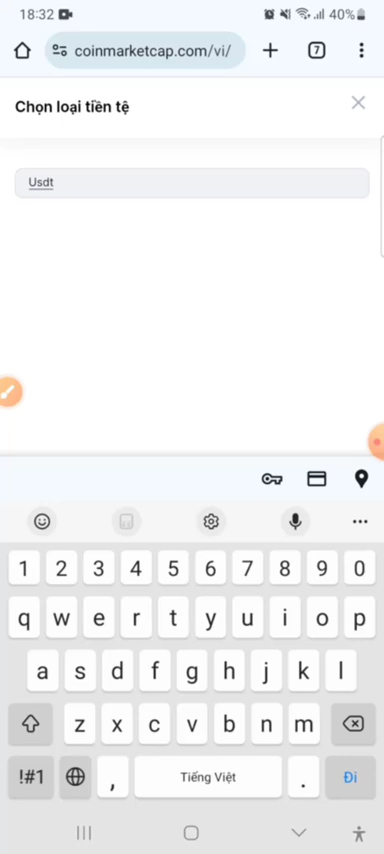 18:32 40%
coinmarketcap.com/vi/ 7
Chọn loại tiền tệ
Usdt
1 2 3 4 5 6 7 8 9 0
q w e r t y u i o p
a s d f g h j k l
z x c v b n m
!#1 , Tiếng Việt . Đi